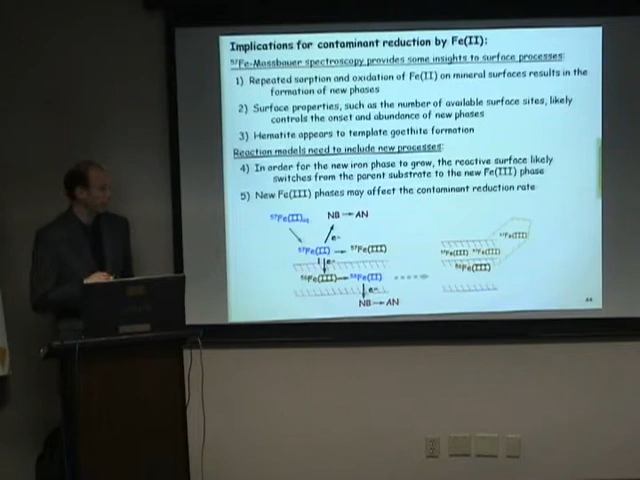 Implications for contaminant reduction by Fe(II):
57Fe-Mossbauer spectroscopy provides some insights to surface processes:
1) Repeated sorption and oxidation of Fe(II) on mineral surfaces results in the
formation of new phases
2) Surface properties, such as the number of available surface sites, likely
controls the onset and abundance of new phases
3) Hematite appears to template goethite formation
Reaction models need to include new processes:
4) In order for the new iron phase to grow, the reactive surface likely
switches from the parent substrate to the new Fe(III) phase
5) New Fe(III) phases may affect the contaminant reduction rate
57Fe(II)aq NB → AN
e-
57Fe(III)
57Fe(II) → 57Fe(III)
e-
57Fe(III) 57Fe(III)
56Fe(III) → 56Fe(II)
56Fe(III)
e-
NB → AN